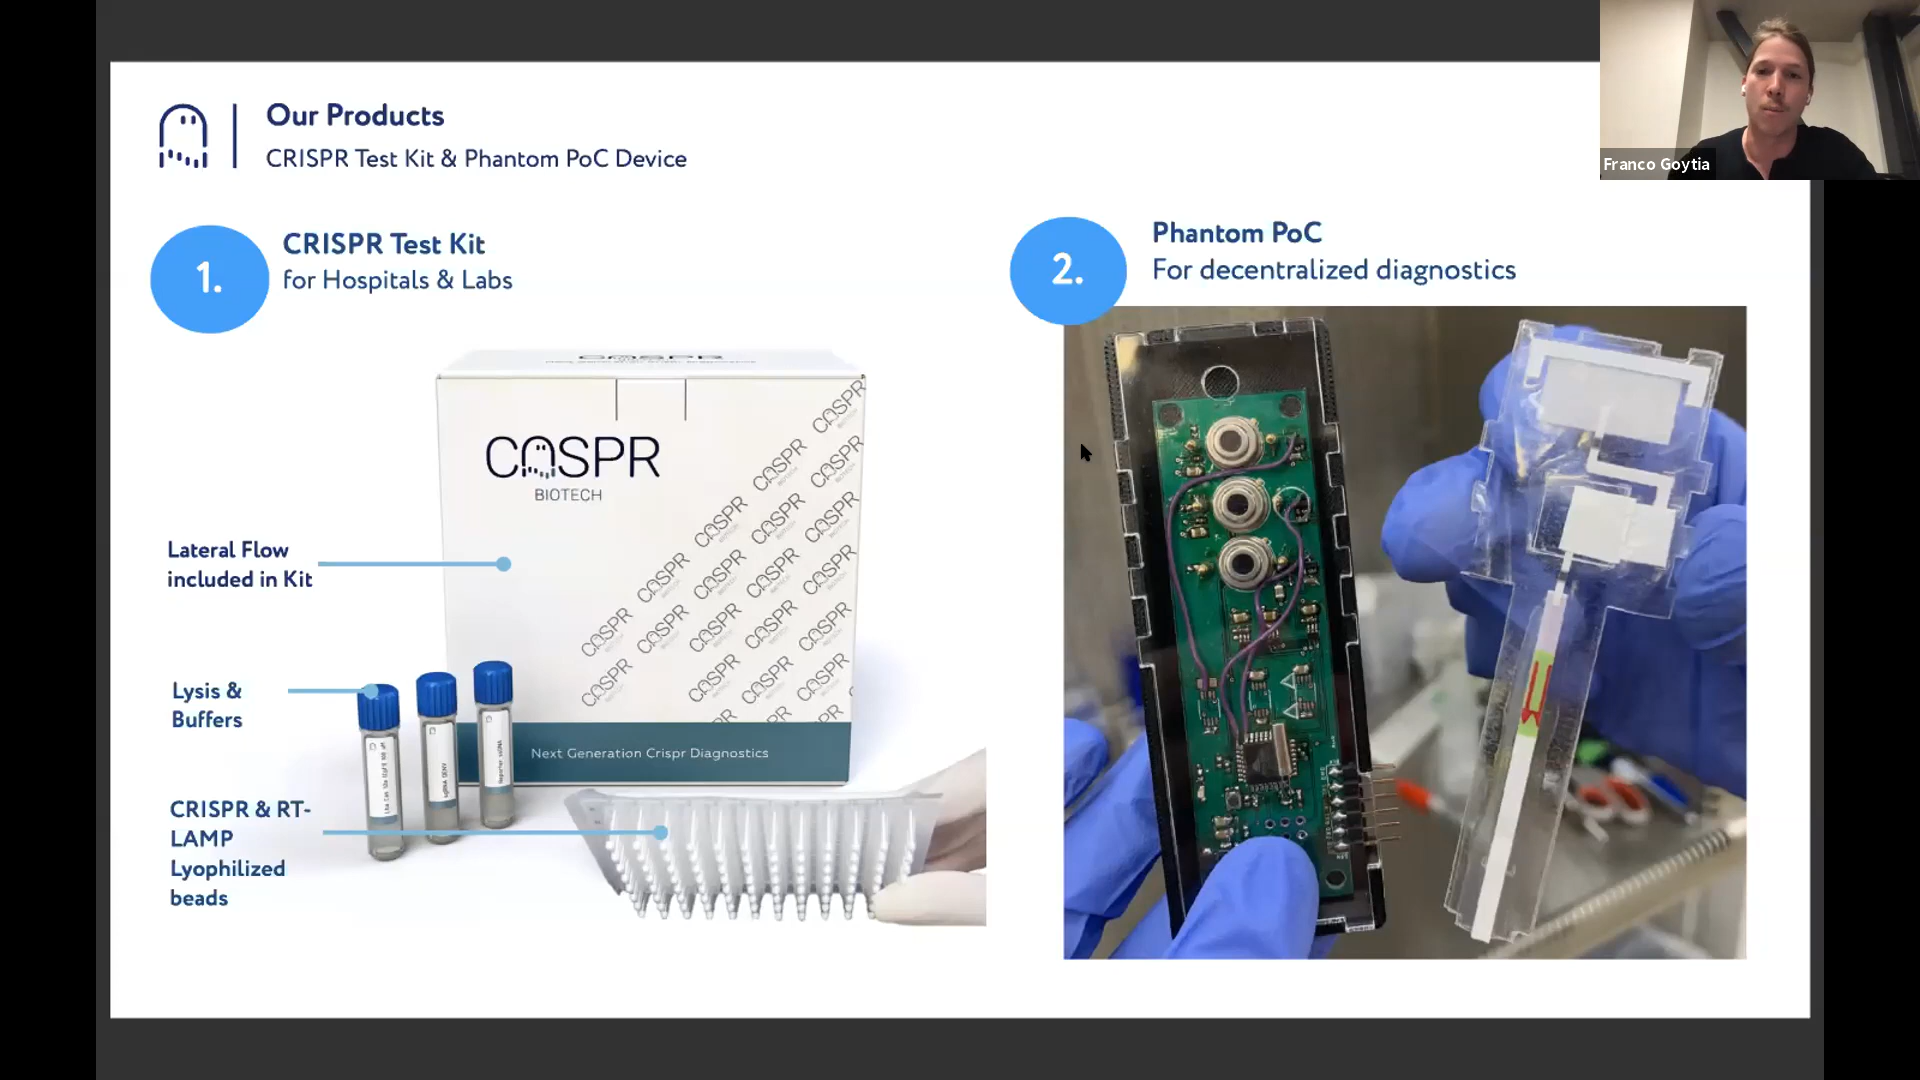 Our Products
CRISPR Test Kit & Phantom PoC Device
Franco Goytia
1.
CRISPR Test Kit
for Hospitals & Labs
2.
Phantom PoC
For decentralized diagnostics
CASPR
CASPR
BIOTECH
Lateral Flow
included in Kit
Lysis &
Buffers
Next Generation Crispr Diagnostics
CRISPR & RT-
LAMP
Lyophilized
beads